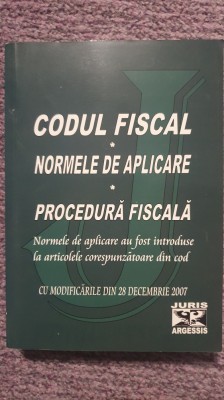 CODUL FISCAL
*
NORMELE DE APLICARE
*
PROCEDURĂ FISCALĂ
Normele de aplicare au fost introduse
la articolele corespunzătoare din cod
CU MODIFICĂRILE DIN 28 DECEMBRIE 2007
JURIS
ARGESSIS